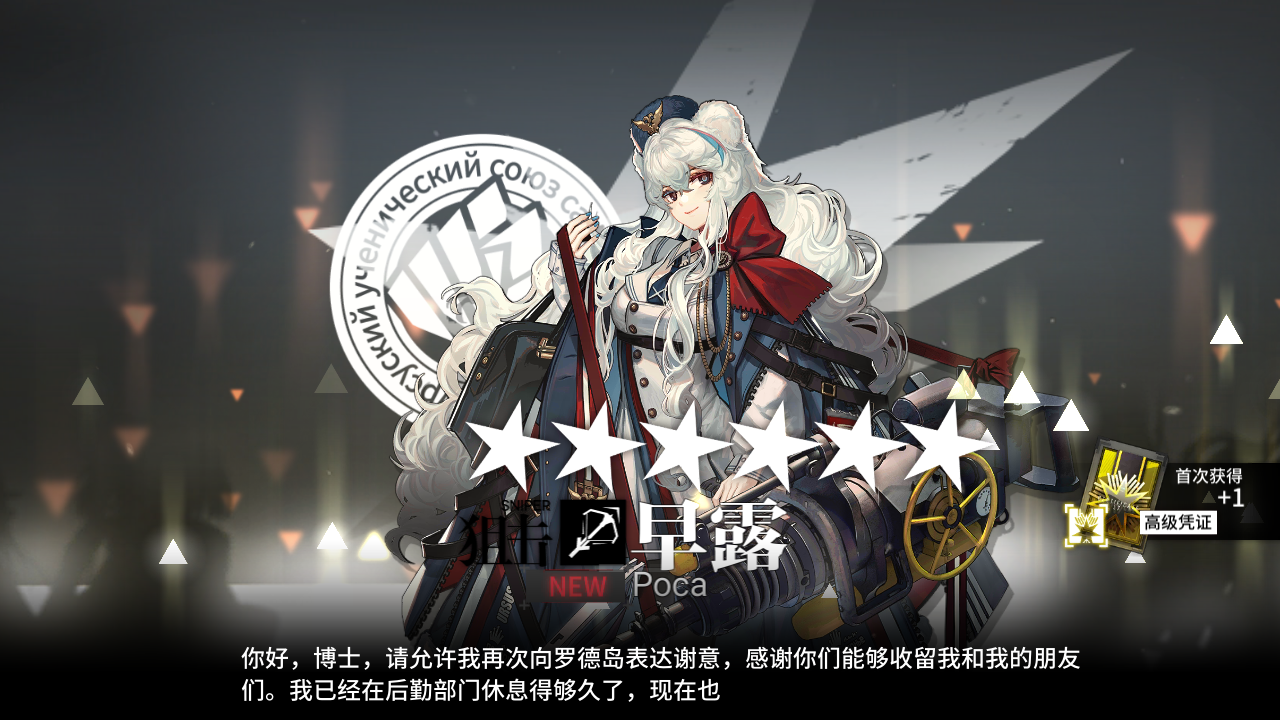 ученический союз
SNIPER
狙击
早露
NEW
Роса
URSUS
首次获得
+1
高级凭证
你好，博士，请允许我再次向罗德岛表达谢意，感谢你们能够收留我和我的朋友
们。我已经在后勤部门休息得够久了，现在也